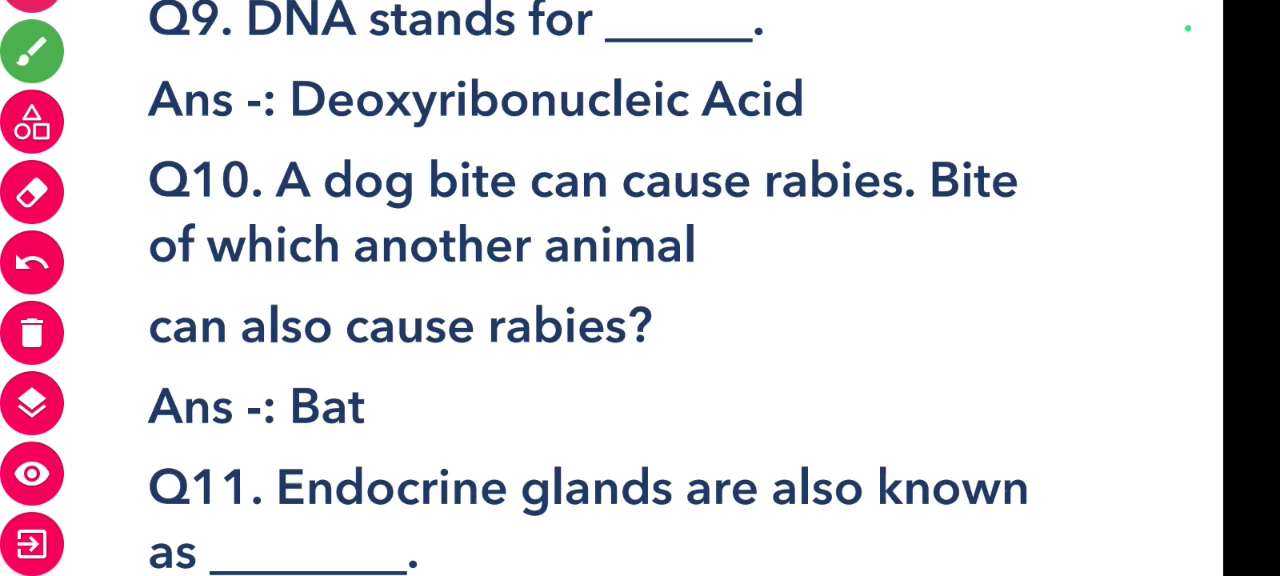 Q9. DNA stands for ______.
Ans -: Deoxyribonucleic Acid
Q10. A dog bite can cause rabies. Bite
of which another animal
can also cause rabies?
Ans -: Bat
Q11. Endocrine glands are also known
as ________.